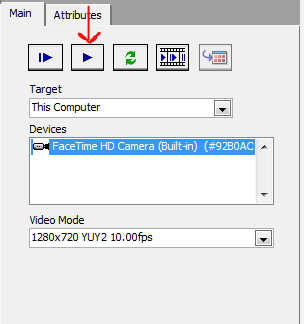 Main
Attributes
Target
This Computer
Devices
FaceTime HD Camera (Built-in) (#92B0AC
Video Mode
1280x720 YUY2 10.00fps